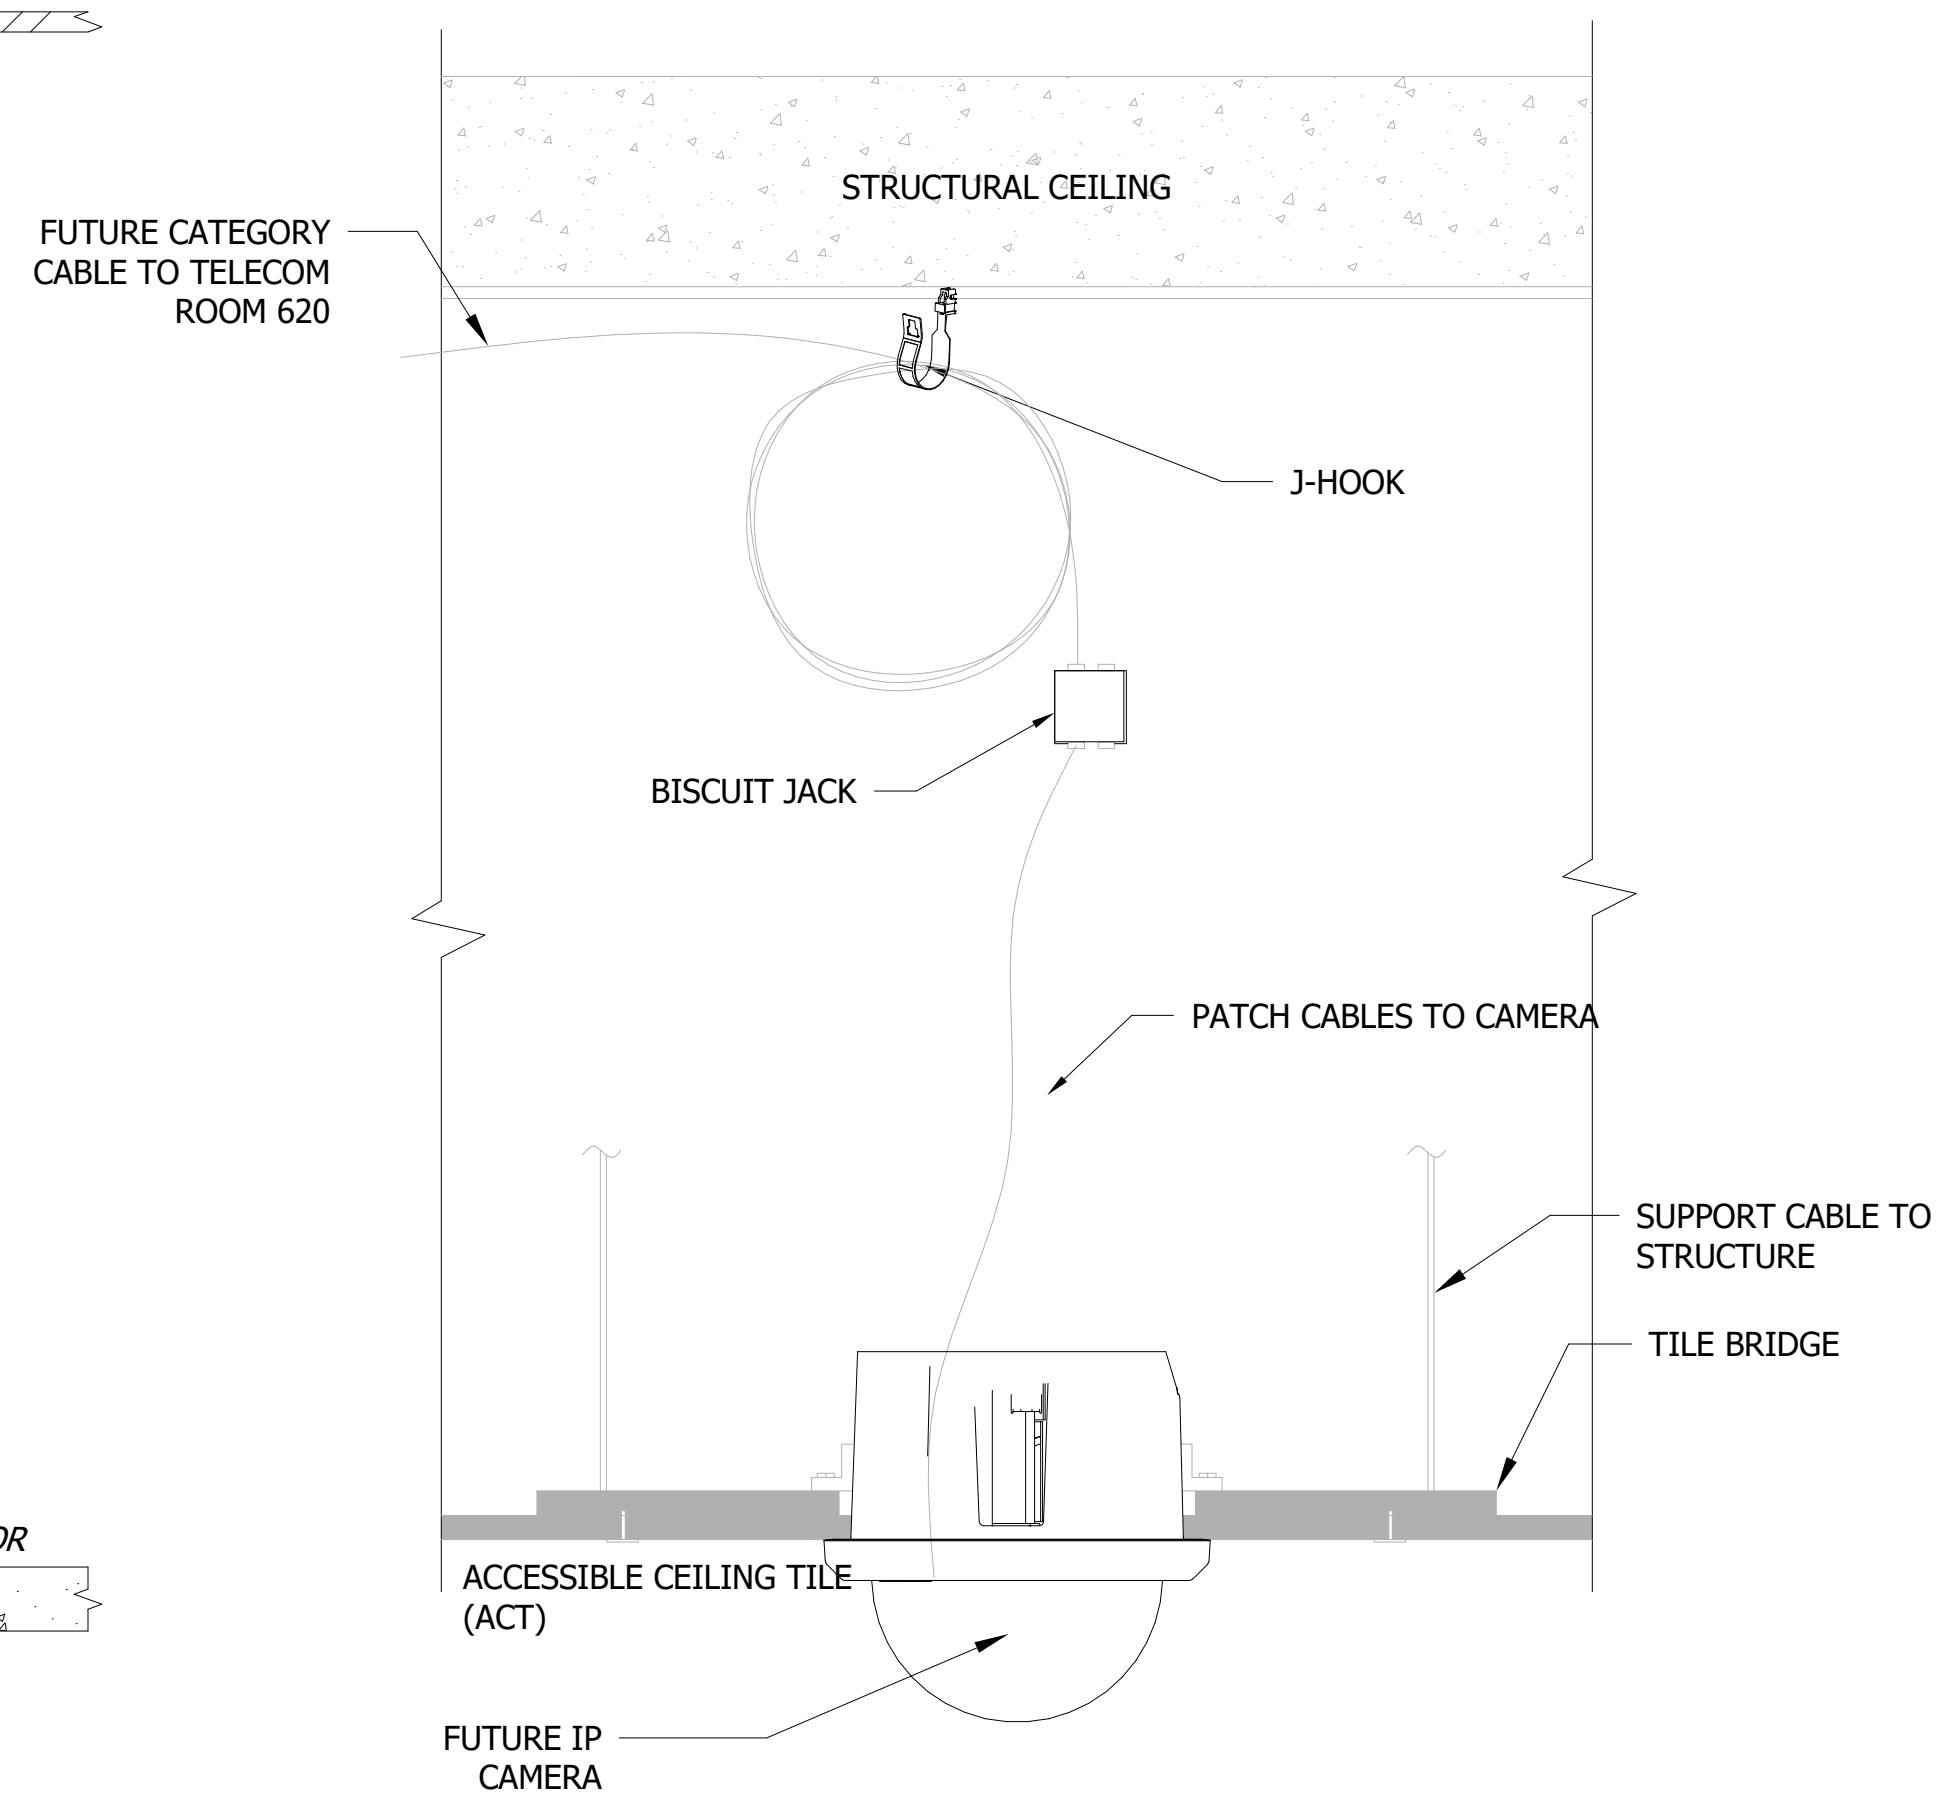 STRUCTURAL CEILING
FUTURE CATEGORY
CABLE TO TELECOM
ROOM 620
J-HOOK
BISCUIT JACK
PATCH CABLES TO CAMERA
SUPPORT CABLE TO
STRUCTURE
TILE BRIDGE
ACCESSIBLE CEILING TILE
(ACT)
FUTURE IP
CAMERA